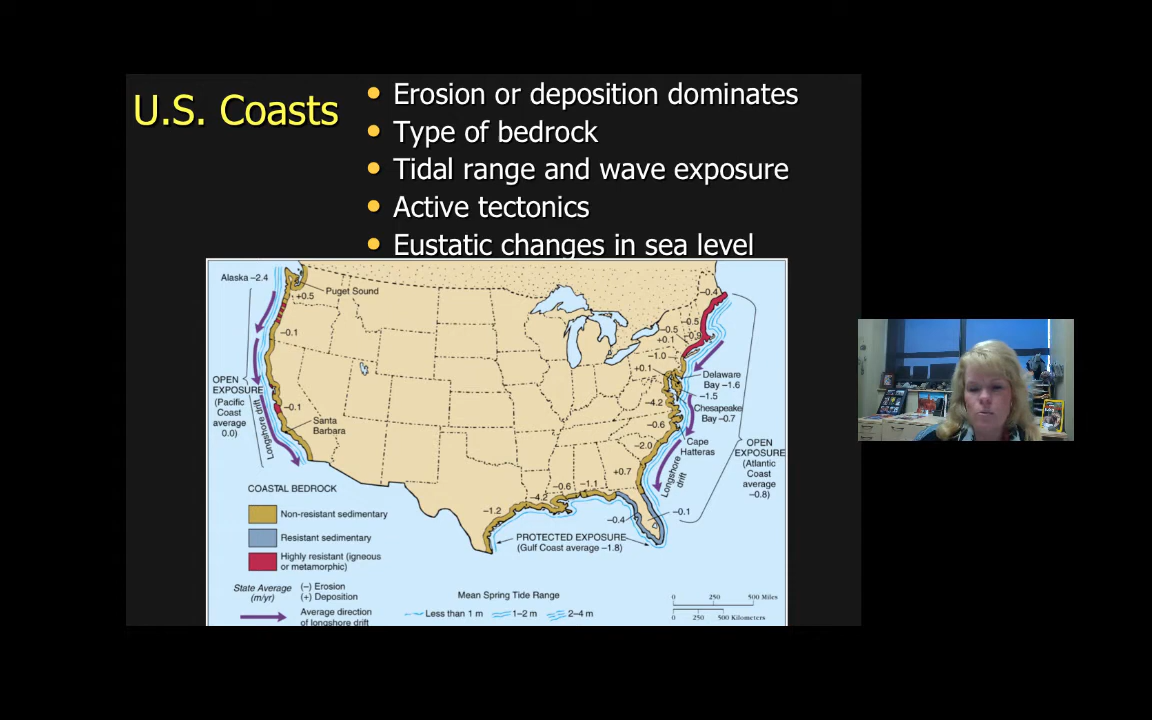 U.S. Coasts
• Erosion or deposition dominates
• Type of bedrock
• Tidal range and wave exposure
• Active tectonics
• Eustatic changes in sea level
Alaska –2.4
Puget Sound
+0.5
–0.1
OPEN
EXPOSURE
(Pacific
Coast
average
0.0)
Longshore drift
–0.1
Santa
Barbara
–0.4
–0.5
–0.5
–0.9
+0.1
–1.0
+0.1
Delaware
Bay –1.6
–1.5
Chesapeake
Bay –0.7
–4.2
–0.6
Cape
Hatteras
–2.0
Longshore
drift
OPEN
EXPOSURE
(Atlantic
Coast
average
–0.8)
+0.7
–0.6
–1.1
–4.2
–1.2
–0.4
–0.1
PROTECTED EXPOSURE
(Gulf Coast average –1.8)
COASTAL BEDROCK
Non-resistant sedimentary
Resistant sedimentary
Highly resistant (igneous
or metamorphic)
State Average
(m/yr)
(–) Erosion
(+) Deposition
Average direction
of longshore drift
Mean Spring Tide Range
Less than 1 m
1–2 m
2–4 m
0 250 500 Miles
0 250 500 Kilometers